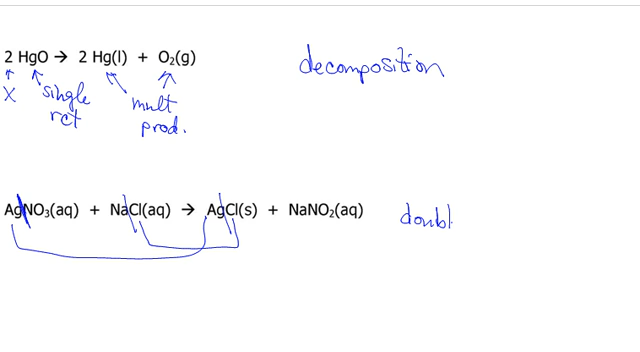 2 HgO → 2 Hg(l) + O₂(g)
decomposition
X
single
rct
mult
prod.
AgNO₃(aq) + NaCl(aq) → AgCl(s) + NaNO₂(aq)
doubl